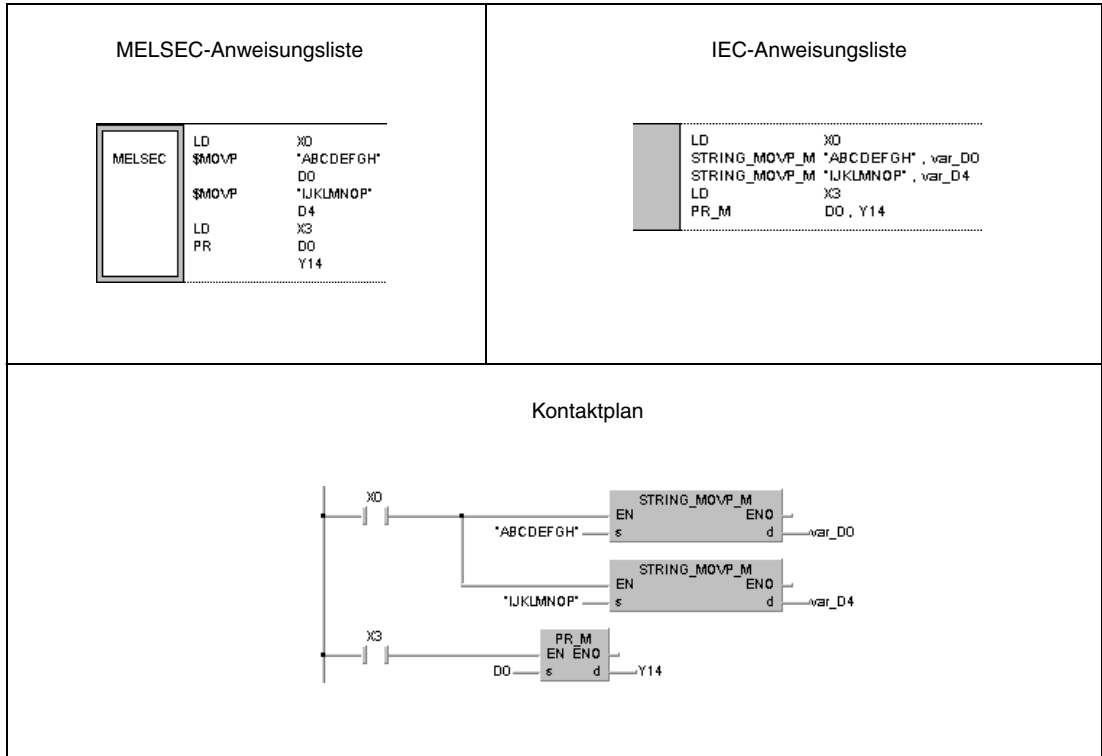 MELSEC-Anweisungsliste
MELSEC
LD X0
$MOVP "ABCDEFGH"
D0
$MOVP "IJKLMNOP"
D4
LD X3
PR D0
Y14
IEC-Anweisungsliste
LD X0
STRING_MOVP_M "ABCDEFGH" , var_D0
STRING_MOVP_M "IJKLMNOP" , var_D4
LD X3
PR_M D0 , Y14
Kontaktplan
X0
STRING_MOVP_M
EN ENO
"ABCDEFGH" s d var_D0
STRING_MOVP_M
EN ENO
"IJKLMNOP" s d var_D4
X3
PR_M
EN ENO
D0 s d Y14